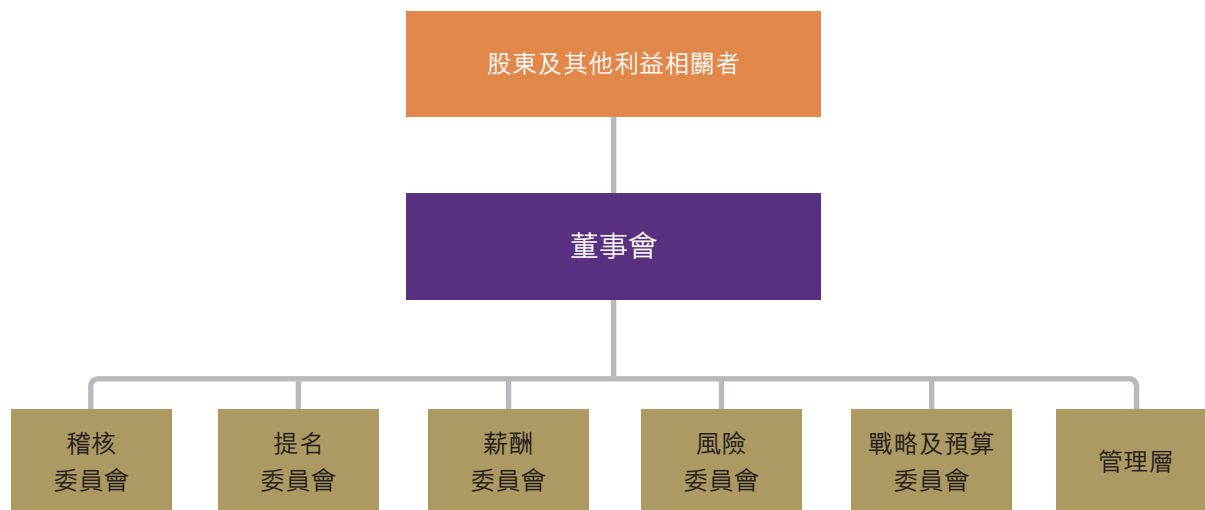 股東及其他利益相關者
董事會
稽核
委員會
提名
委員會
薪酬
委員會
風險
委員會
戰略及預算
委員會
管理層